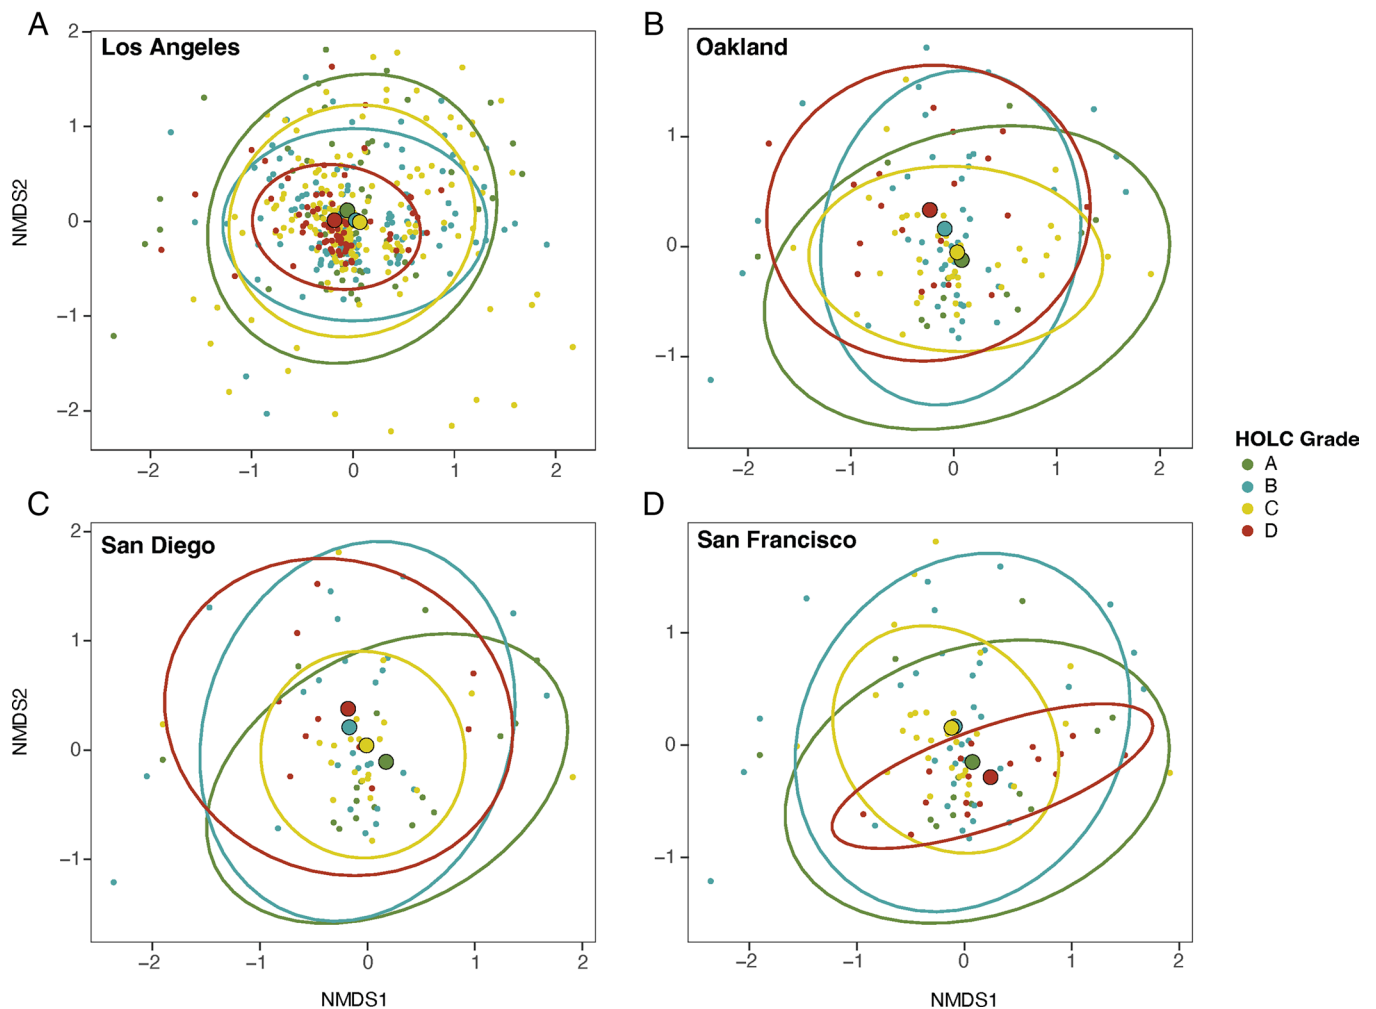 A
Los Angeles
2
1
0
−1
−2
NMDS2
−2 −1 0 1 2
B
Oakland
1
0
−1
−2 −1 0 1 2
HOLC Grade
A
B
C
D
C
San Diego
2
1
0
−1
NMDS2
−2 −1 0 1 2
NMDS1
D
San Francisco
1
0
−1
−2 −1 0 1 2
NMDS1